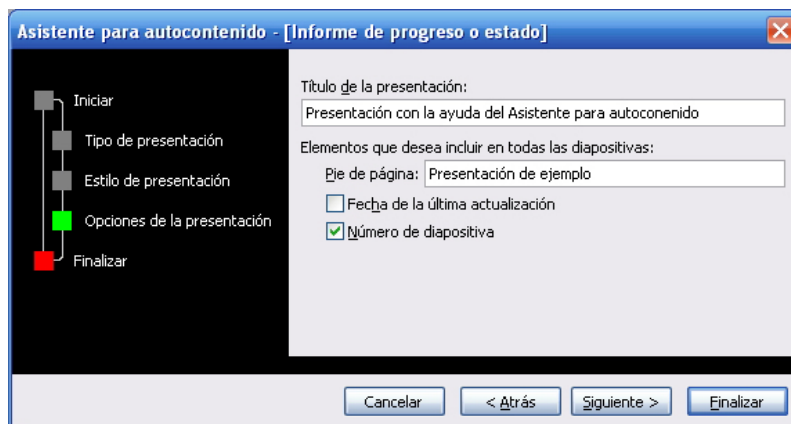 Asistente para autocontenido - [Informe de progreso o estado]
Iniciar
Tipo de presentación
Estilo de presentación
Opciones de la presentación
Finalizar
Título de la presentación:
Presentación con la ayuda del Asistente para autoconenido
Elementos que desea incluir en todas las diapositivas:
Pie de página: Presentación de ejemplo
Fecha de la última actualización
Número de diapositiva
Cancelar < Atrás Siguiente > Finalizar